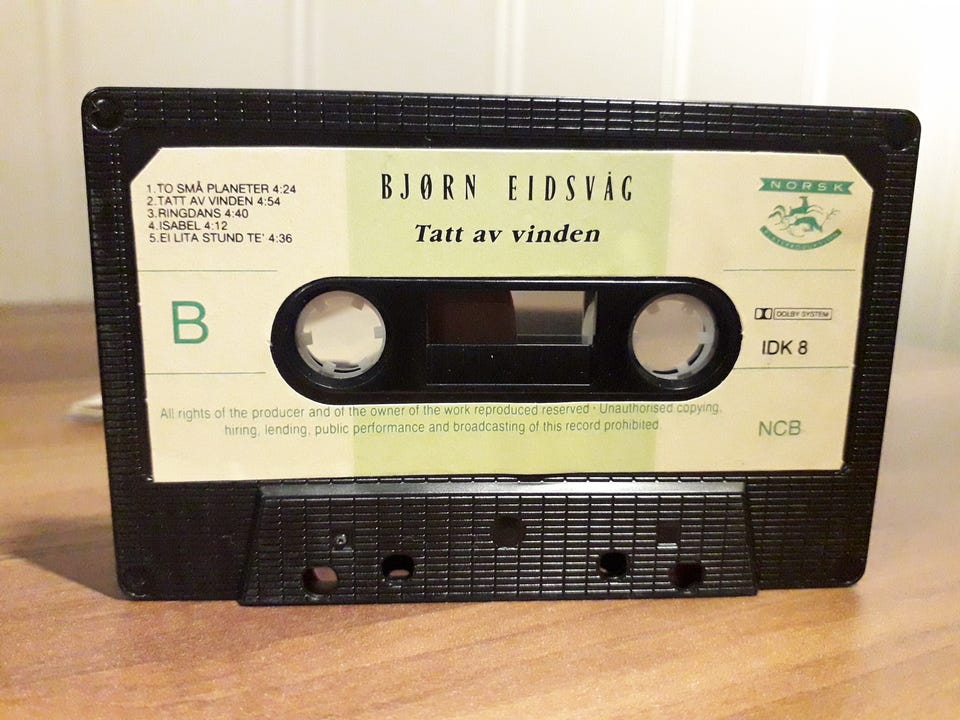 1.TO SMÅ PLANETER 4:24
2.TATT AV VINDEN 4:54
3.RINGDANS 4:40
4.ISABEL 4:12
5.EI LITA STUND TE' 4:36
BJØRN EIDSVÅG
Tatt av vinden
NORSK
B
DOLBY SYSTEM
IDK 8
All rights of the producer and of the owner of the work reproduced reserved · Unauthorised copying,
hiring, lending, public performance and broadcasting of this record prohibited.
NCB